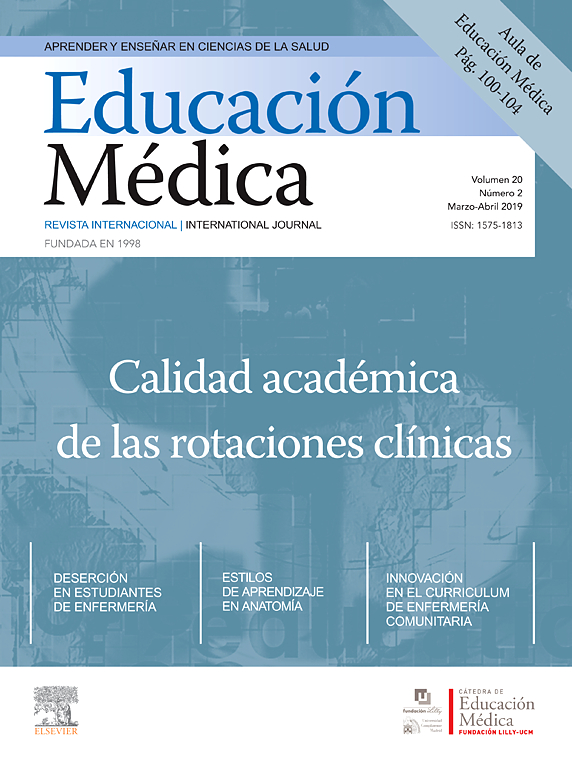 APRENDER Y ENSEÑAR EN CIENCIAS DE LA SALUD
Aula de
Educación Médica
Pág. 100-104
Educación
Médica
Volumen 20
Número 2
Marzo-Abril 2019
REVISTA INTERNACIONAL | INTERNATIONAL JOURNAL
ISSN: 1575-1813
FUNDADA EN 1998
Calidad académica
de las rotaciones clínicas
DESERCIÓN
EN ESTUDIANTES
DE ENFERMERÍA
ESTILOS
DE APRENDIZAJE
EN ANATOMÍA
INNOVACIÓN
EN EL CURRICULUM
DE ENFERMERÍA
COMUNITARIA
ELSEVIER
Fundación Lilly
CÁTEDRA DE
Educación
Médica
FUNDACIÓN LILLY-UCM